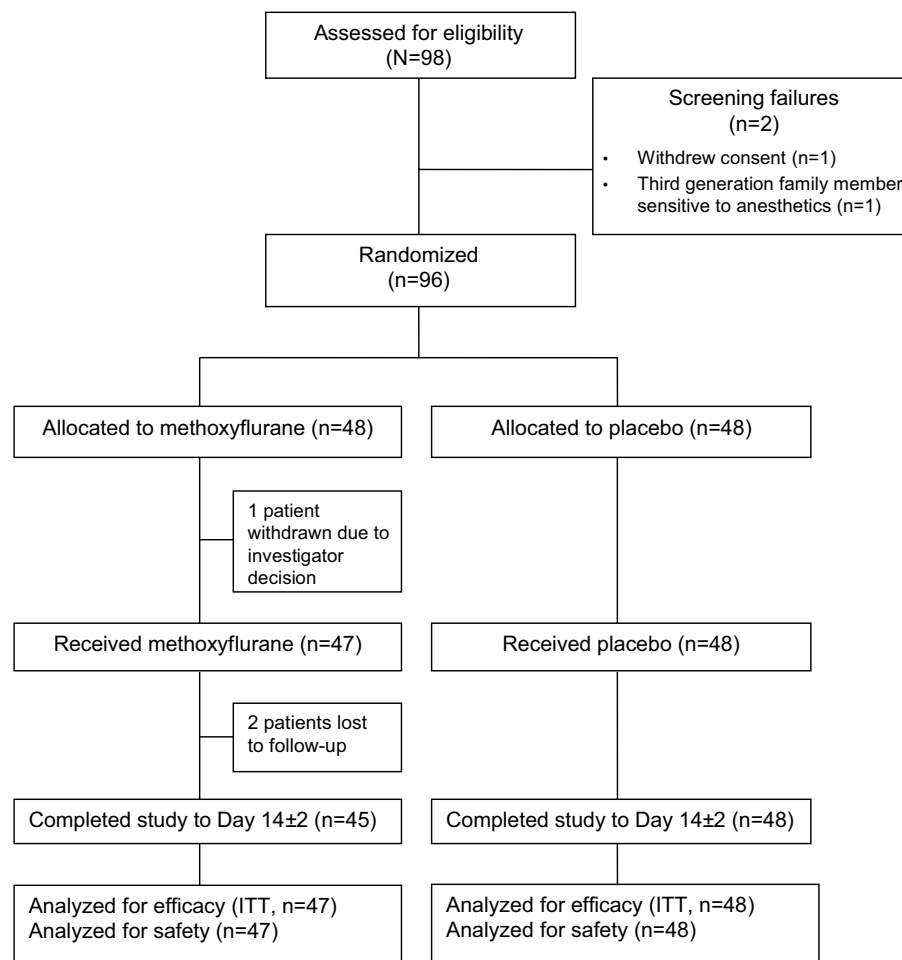 Assessed for eligibility
(N=98)
Screening failures
(n=2)
• Withdrew consent (n=1)
• Third generation family member
sensitive to anesthetics (n=1)
Randomized
(n=96)
Allocated to methoxyflurane (n=48)
Allocated to placebo (n=48)
1 patient
withdrawn due to
investigator
decision
Received methoxyflurane (n=47)
Received placebo (n=48)
2 patients lost
to follow-up
Completed study to Day 14±2 (n=45)
Completed study to Day 14±2 (n=48)
Analyzed for efficacy (ITT, n=47)
Analyzed for safety (n=47)
Analyzed for efficacy (ITT, n=48)
Analyzed for safety (n=48)